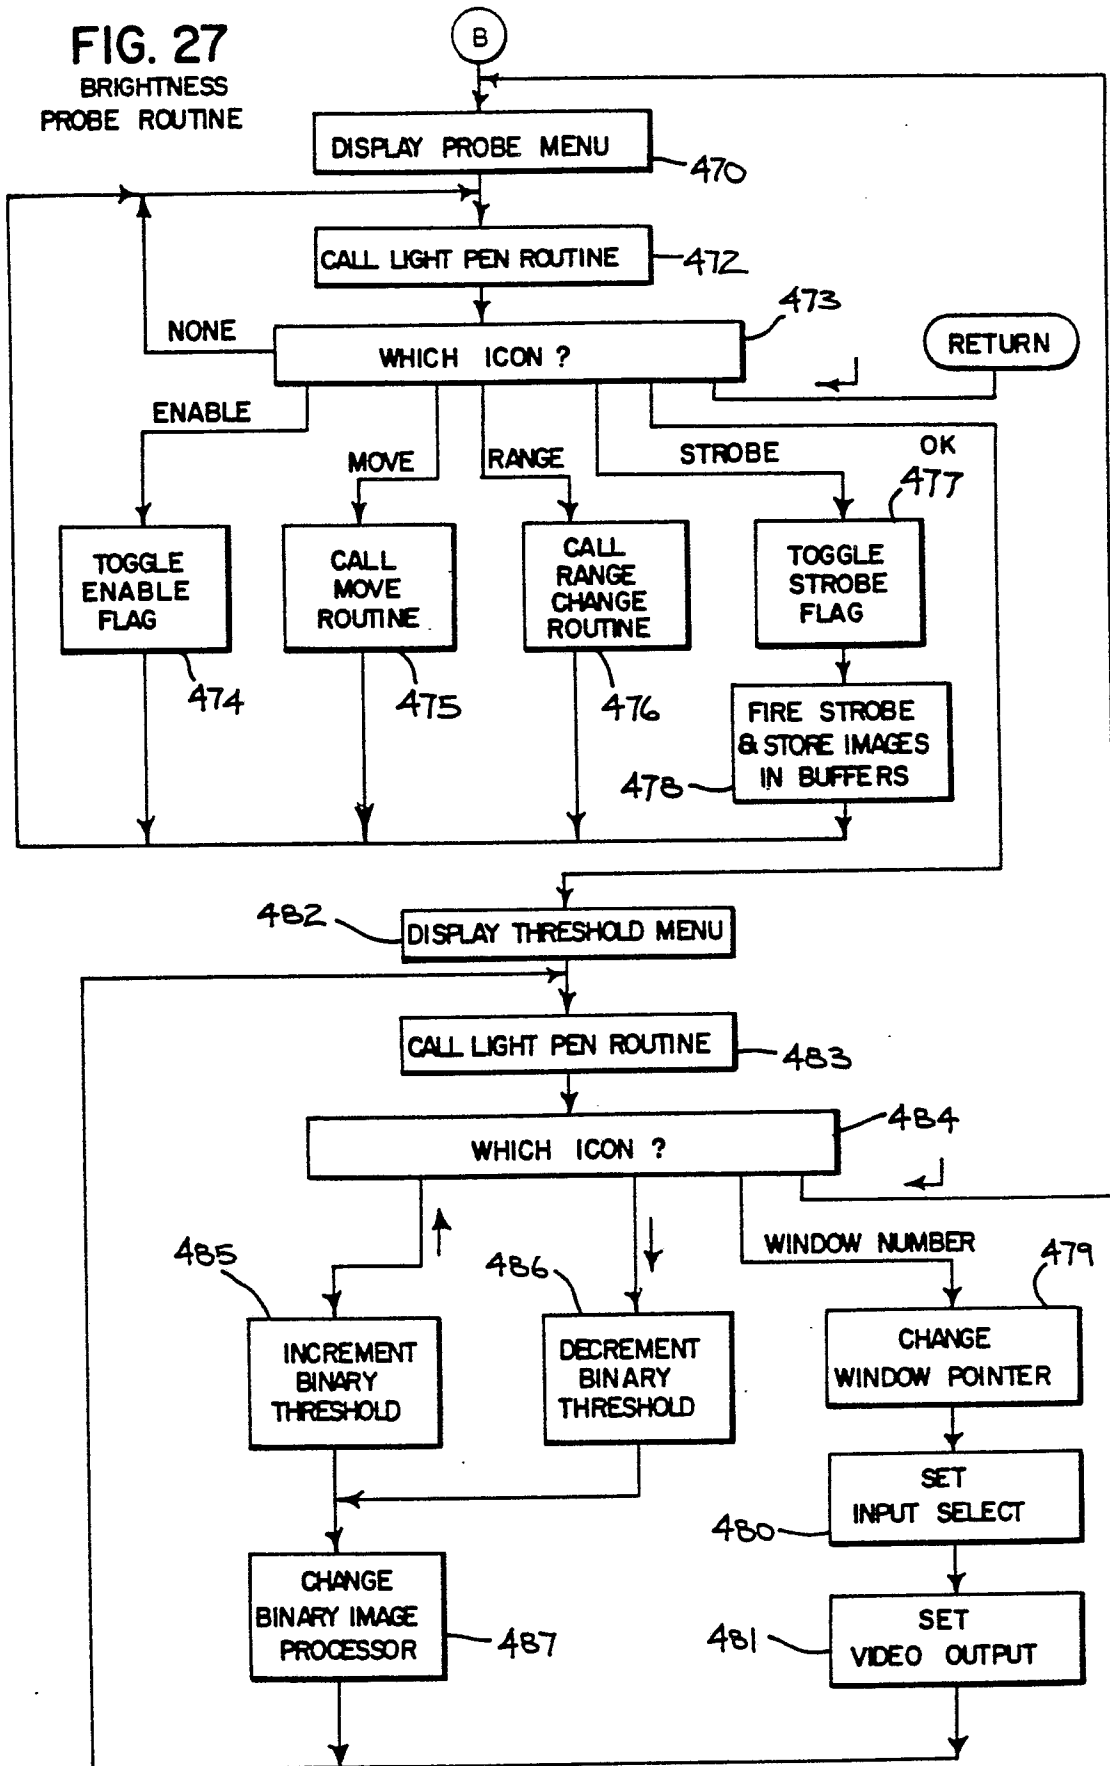 FIG. 27
BRIGHTNESS
PROBE ROUTINE
B
DISPLAY PROBE MENU
470
CALL LIGHT PEN ROUTINE
472
473
NONE
WHICH ICON ?
RETURN
ENABLE
MOVE
RANGE
STROBE
OK
477
TOGGLE
ENABLE
FLAG
474
CALL
MOVE
ROUTINE
475
CALL
RANGE
CHANGE
ROUTINE
476
TOGGLE
STROBE
FLAG
FIRE STROBE
& STORE IMAGES
IN BUFFERS
478
482
DISPLAY THRESHOLD MENU
CALL LIGHT PEN ROUTINE
483
484
WHICH ICON ?
WINDOW NUMBER
485
486
479
INCREMENT
BINARY
THRESHOLD
DECREMENT
BINARY
THRESHOLD
CHANGE
WINDOW POINTER
SET
INPUT SELECT
480
CHANGE
BINARY IMAGE
PROCESSOR
487
SET
VIDEO OUTPUT
481